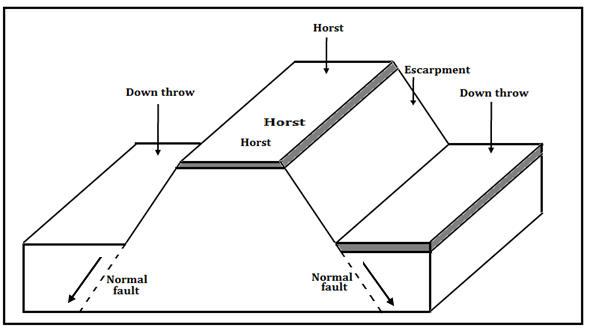 Horst
Escarpment
Down throw
Down throw
Horst
Horst
Normal
fault
Normal
fault